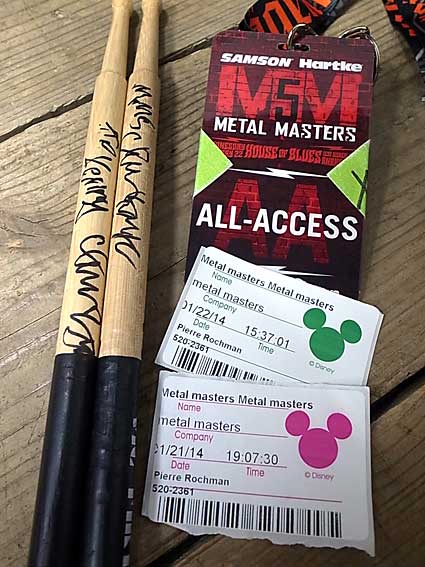 SAMSON Hartke
M5M
METAL MASTERS
HOUSE OF BLUES
AA
ALL-ACCESS
Metal masters Metal masters
Name
metal masters
Company
01/22/14 15:37:01
Date Time
Pierre Rochman
520-2361
© Disney
Metal masters Metal masters
Name
metal masters
Company
01/21/14 19:07:30
Date Time
Pierre Rochman
520-2361
© Disney